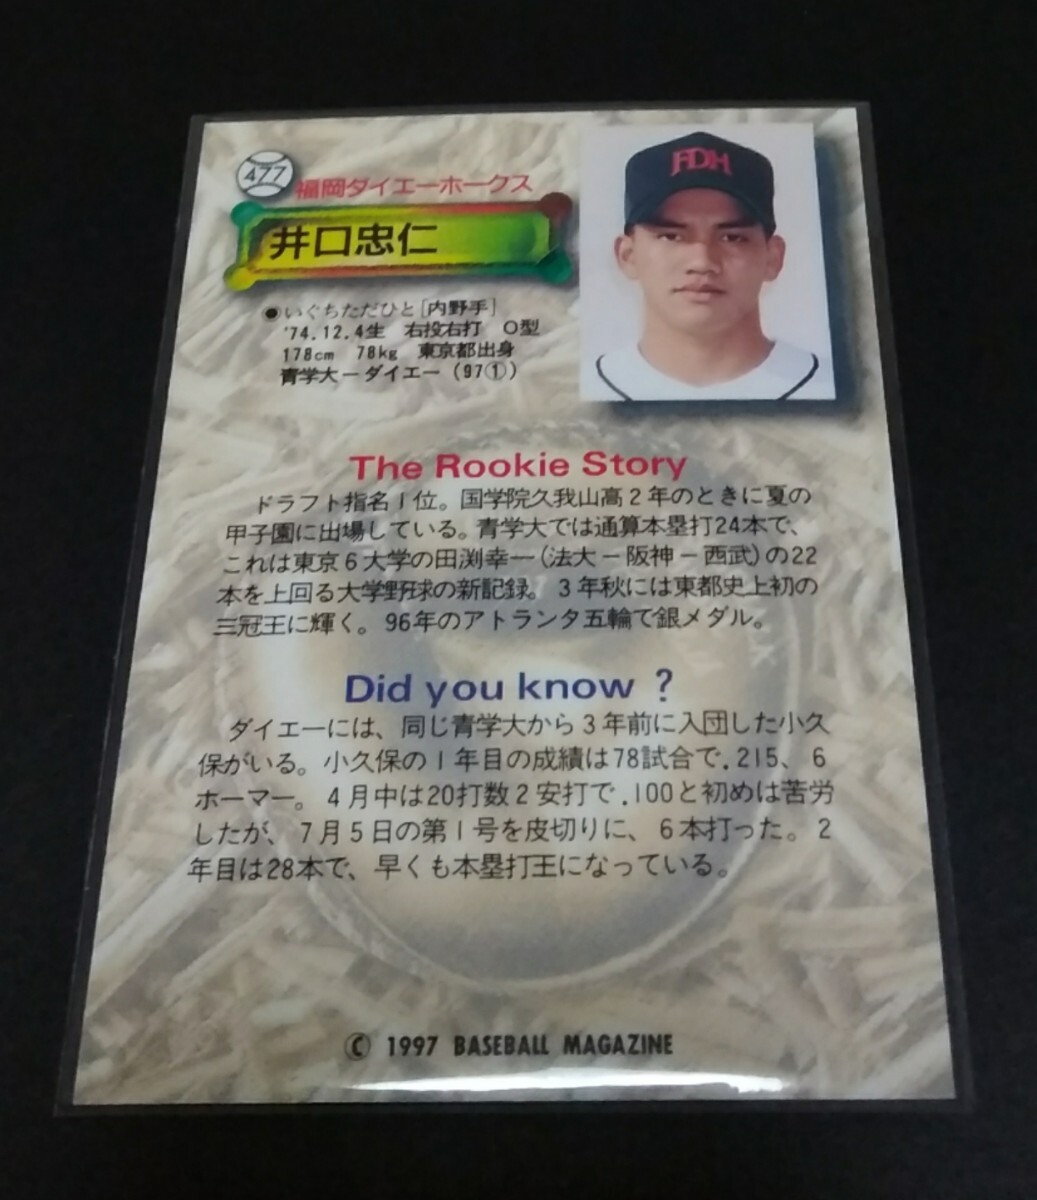 477
福岡ダイエーホークス
FDH
井口忠仁
●いぐちただひと[内野手]
'74.12.4生 右投右打 O型
178cm 78kg 東京都出身
青学大－ダイエー（97①）
The Rookie Story
ドラフト指名1位。国学院久我山高2年のときに夏の
甲子園に出場している。青学大では通算本塁打24本で、
これは東京6大学の田渕幸一(法大－阪神－西武)の22
本を上回る大学野球の新記録。3年秋には東都史上初の
三冠王に輝く。96年のアトランタ五輪で銀メダル。
Did you know ?
ダイエーには、同じ青学大から3年前に入団した小久
保がいる。小久保の1年目の成績は78試合で.215、6
ホーマー。4月中は20打数2安打で.100と初めは苦労
したが、7月5日の第1号を皮切りに、6本打った。2
年目は28本で、早くも本塁打王になっている。
© 1997 BASEBALL MAGAZINE